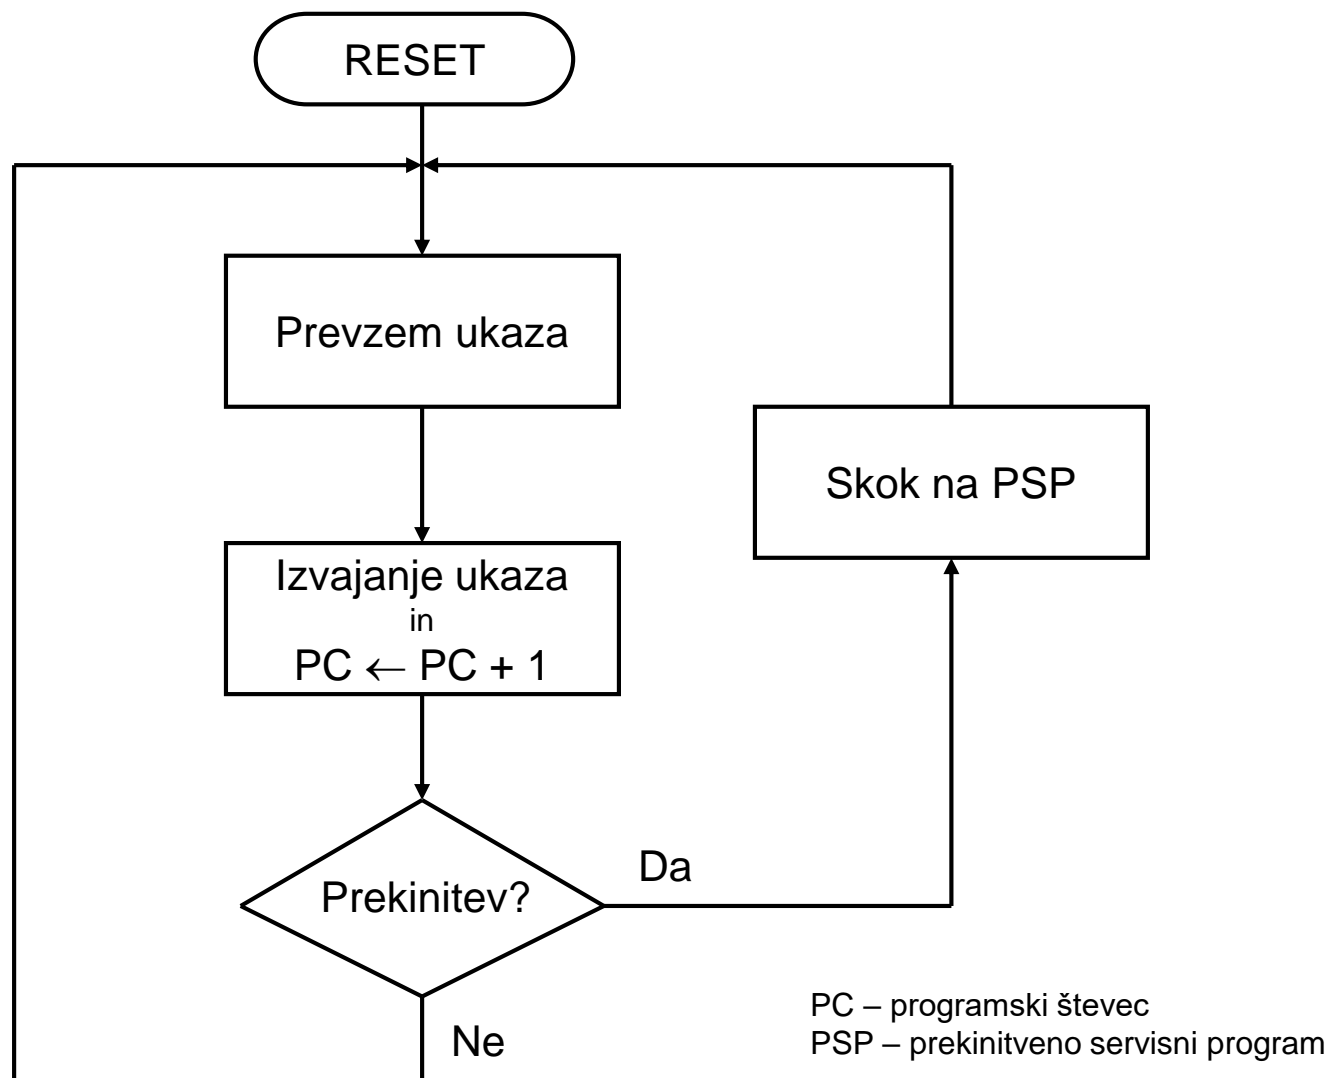 RESET
Prevzem ukaza
Skok na PSP
Izvajanje ukaza
in
PC ← PC + 1
Da
Prekinitev?
Ne
PC – programski števec
PSP – prekinitveno servisni program